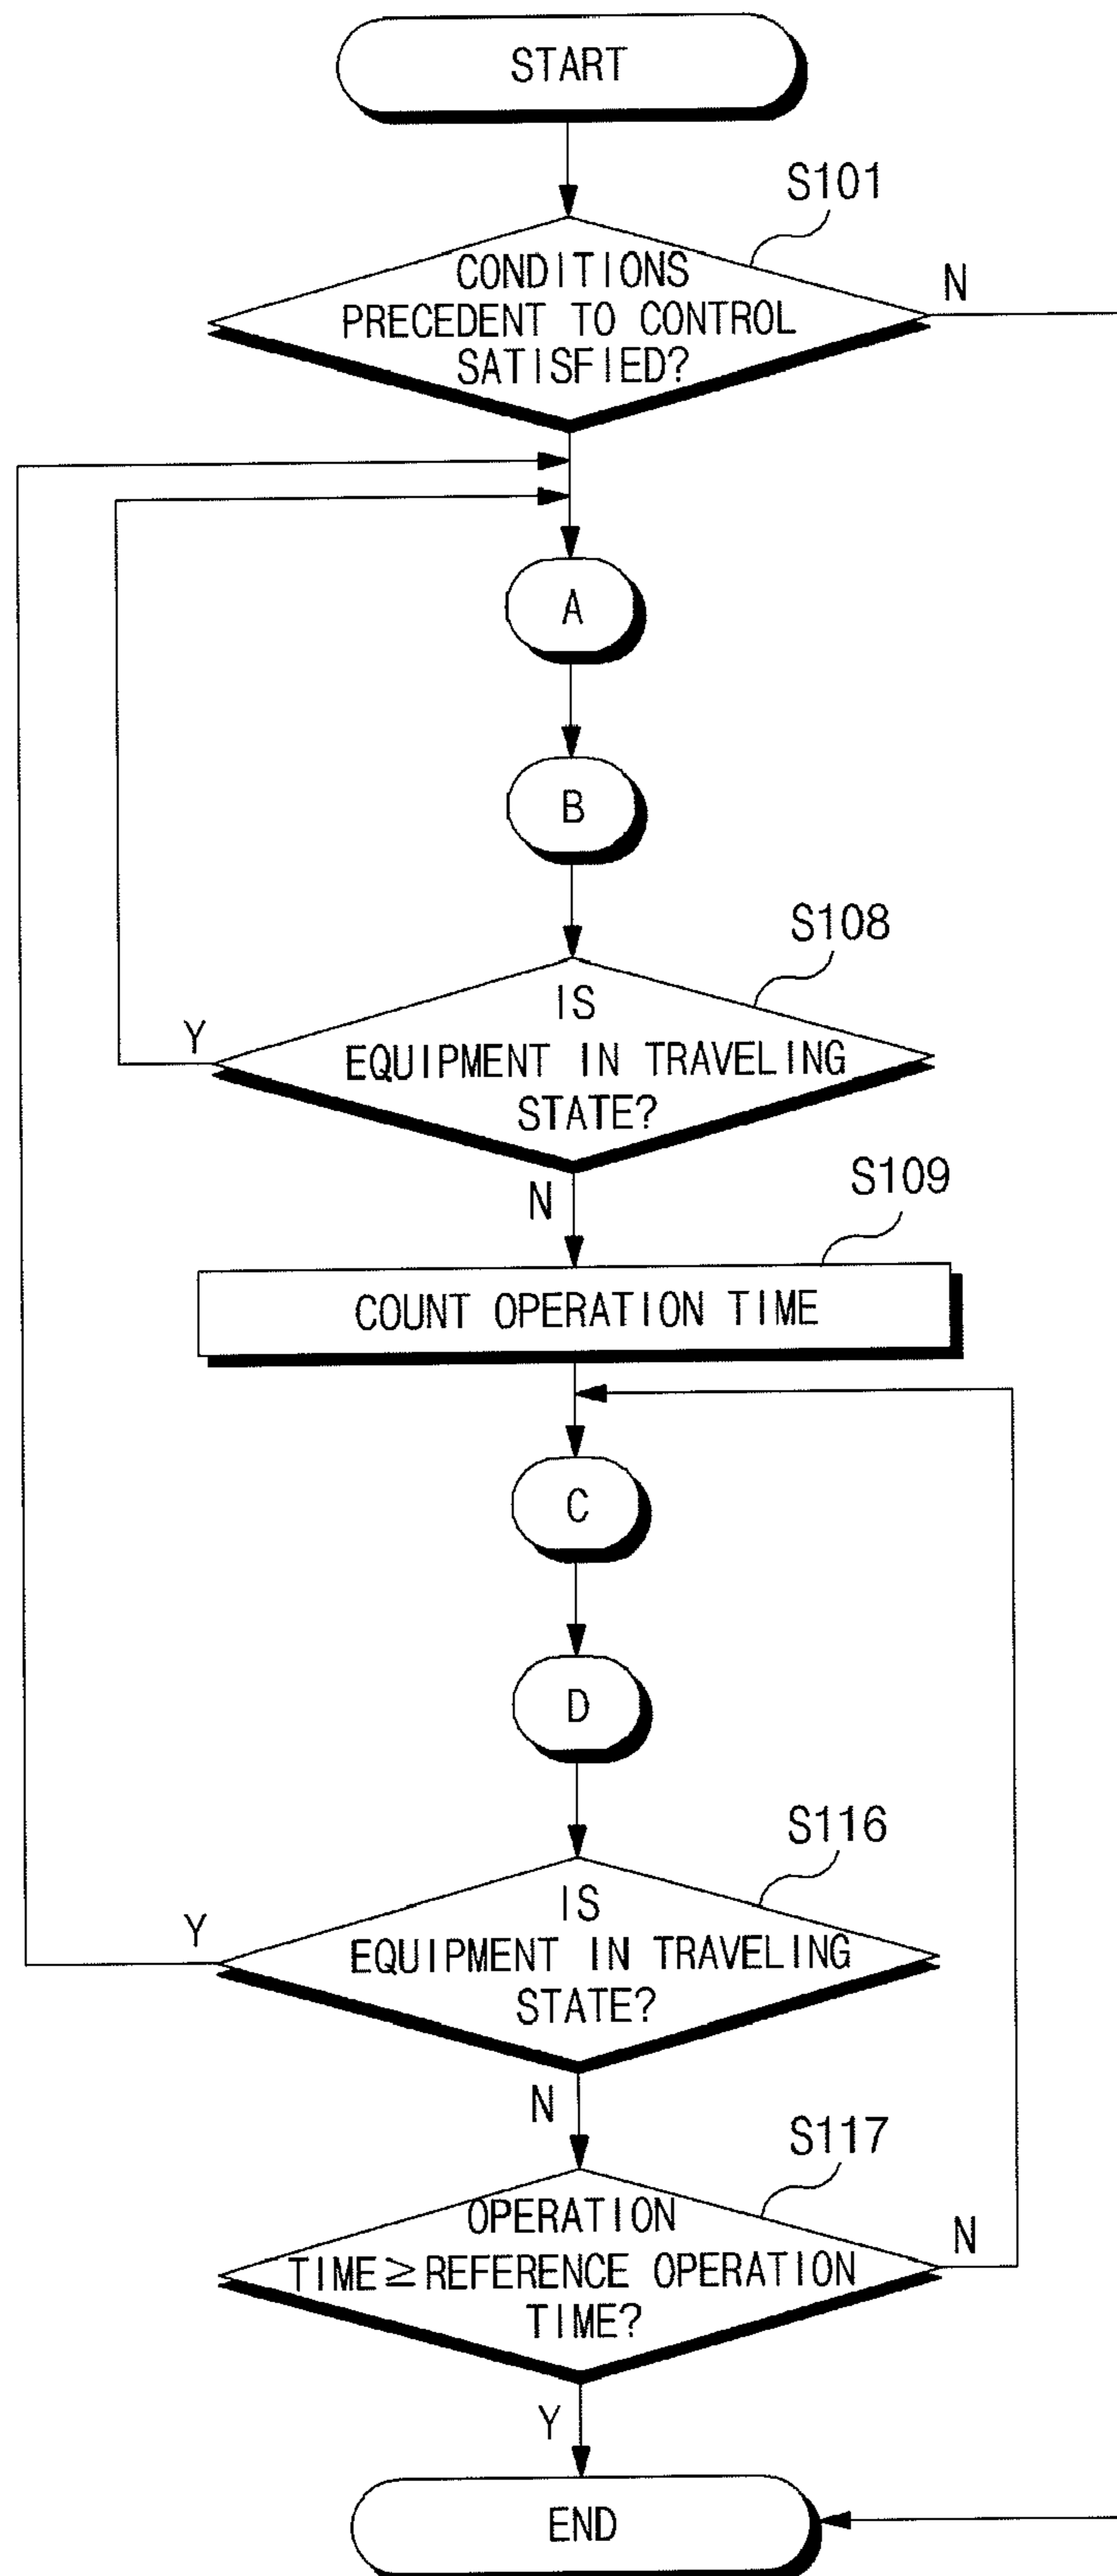 START
S101
CONDITIONS
PRECEDENT TO CONTROL
SATISFIED?
N
A
B
S108
IS
EQUIPMENT IN TRAVELING
STATE?
Y
N
S109
COUNT OPERATION TIME
C
D
S116
IS
EQUIPMENT IN TRAVELING
STATE?
Y
N
S117
OPERATION
TIME≥REFERENCE OPERATION
TIME?
N
Y
END